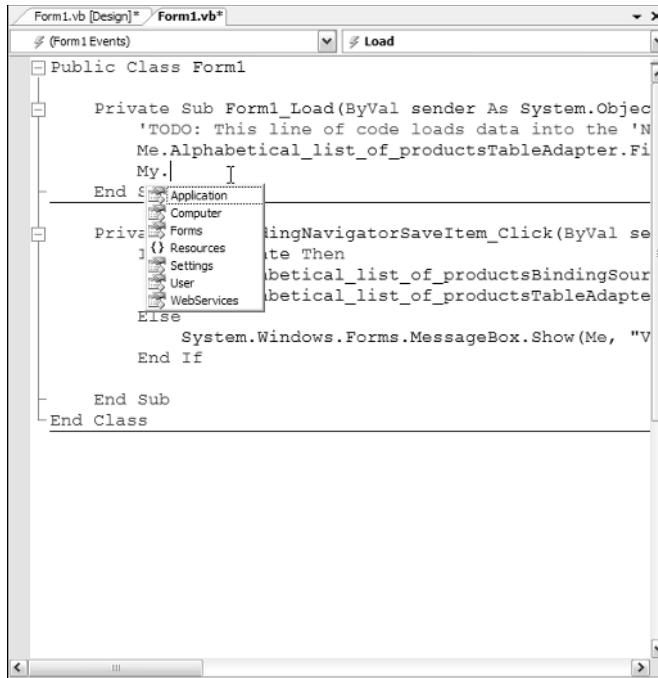 Form1.vb [Design]* Form1.vb*
(Form1 Events) Load
Public Class Form1
Private Sub Form1_Load(ByVal sender As System.Objec
'TODO: This line of code loads data into the 'N
Me.Alphabetical_list_of_productsTableAdapter.Fi
My.
End S
Application
Computer
Forms
{} Resources
Settings
User
WebServices
Priva dingNavigatorSaveItem_Click(ByVal se
te Then
abetical_list_of_productsBindingSour
abetical_list_of_productsTableAdapte
Else
System.Windows.Forms.MessageBox.Show(Me, "V
End If
End Sub
End Class